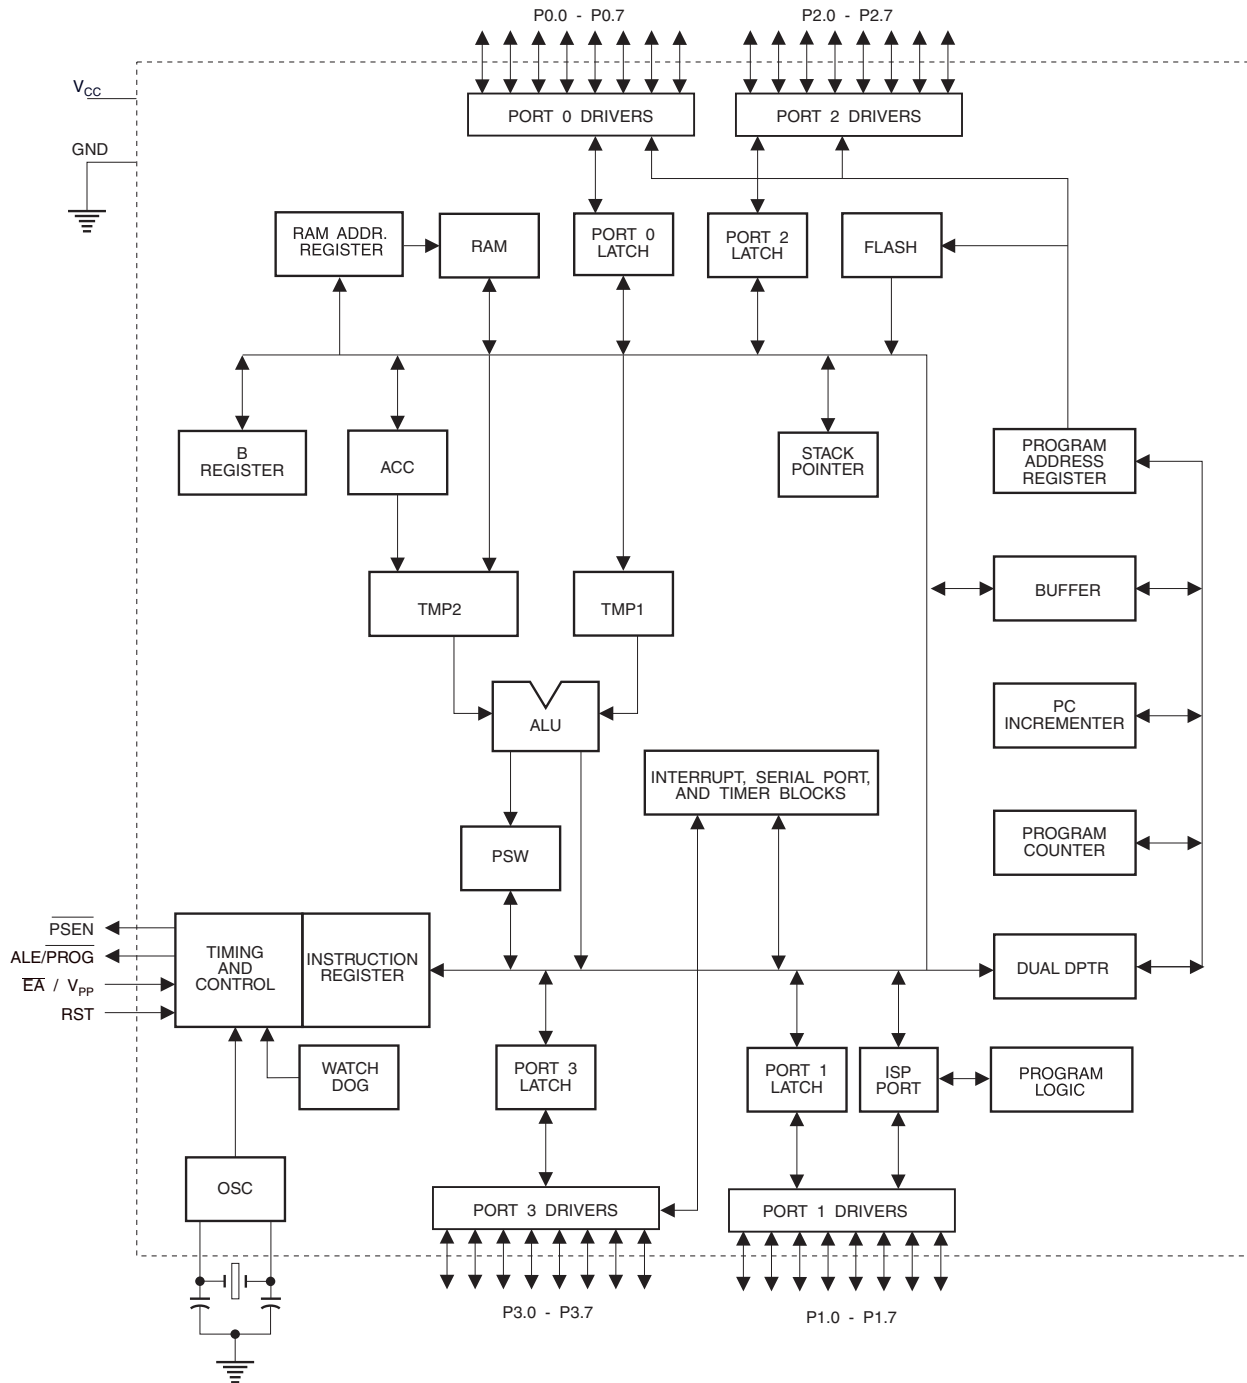 P0.0 - P0.7
P2.0 - P2.7
VCC
GND
PORT 0 DRIVERS
PORT 2 DRIVERS
RAM ADDR.
REGISTER
RAM
PORT 0
LATCH
PORT 2
LATCH
FLASH
B
REGISTER
ACC
STACK
POINTER
PROGRAM
ADDRESS
REGISTER
BUFFER
TMP2
TMP1
PC
INCREMENTER
ALU
INTERRUPT, SERIAL PORT,
AND TIMER BLOCKS
PROGRAM
COUNTER
PSW
PSEN
ALE/PROG
EA / VPP
RST
TIMING
AND
CONTROL
INSTRUCTION
REGISTER
DUAL DPTR
WATCH
DOG
PORT 3
LATCH
PORT 1
LATCH
ISP
PORT
PROGRAM
LOGIC
OSC
PORT 3 DRIVERS
PORT 1 DRIVERS
P3.0 - P3.7
P1.0 - P1.7